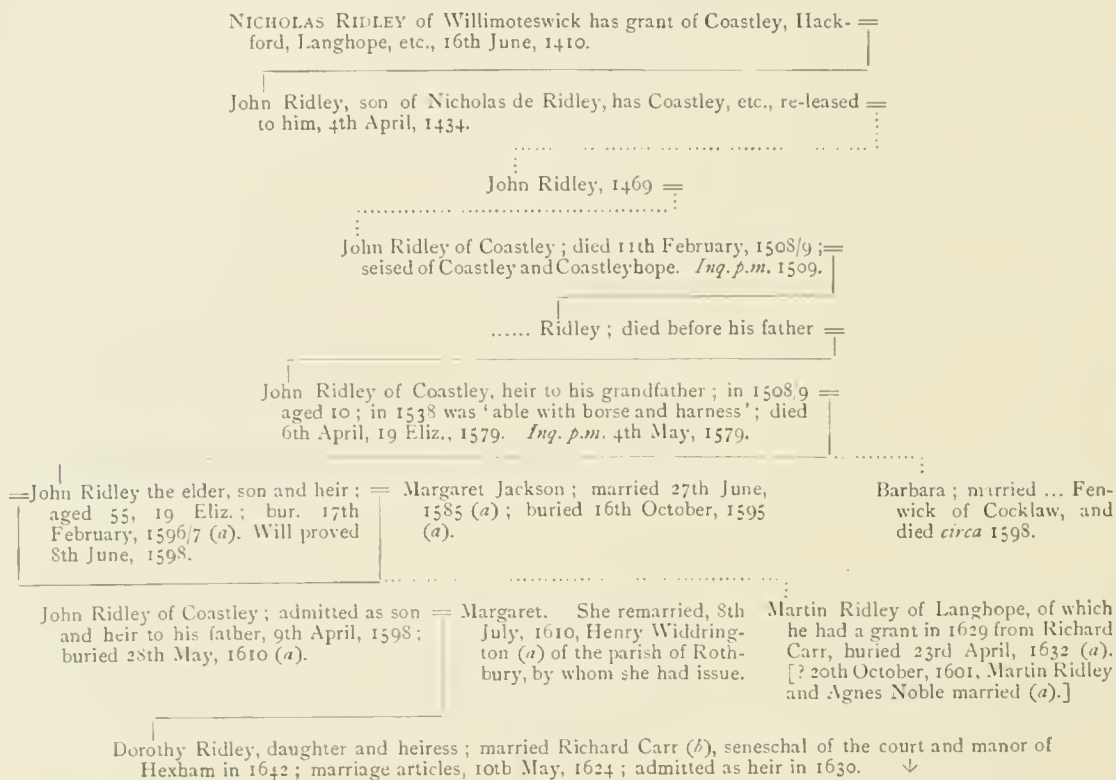 NICHOLAS RIDLEY of Willimoteswick has grant of Coastley, Hack- =
ford, Langhope, etc., 16th June, 1410.
John Ridley, son of Nicholas de Ridley, has Coastley, etc., re-leased =
to him, 4th April, 1434.
John Ridley, 1469 =
John Ridley of Coastley ; died 11th February, 1508/9 ; =
seised of Coastley and Coastleyhope. Inq. p.m. 1509.
...... Ridley ; died before his father =
John Ridley of Coastley, heir to his grandfather ; in 1508/9 =
aged 10 ; in 1538 was ‘able with horse and harness’ ; died
6th April, 19 Eliz., 1579. Inq. p.m. 4th May, 1579.
= John Ridley the elder, son and heir ; =
aged 55, 19 Eliz. ; bur. 17th
February, 1596/7 (a). Will proved
8th June, 1598.
Margaret Jackson ; married 27th June,
1585 (a) ; buried 16th October, 1595
(a).
Barbara ; married ... Fen-
wick of Cocklaw, and
died circa 1598.
John Ridley of Coastley ; admitted as son =
and heir to his father, 9th April, 1598 ;
buried 28th May, 1610 (a).
Margaret. She remarried, 8th
July, 1610, Henry Widdring-
ton (a) of the parish of Roth-
bury, by whom she had issue.
Martin Ridley of Langhope, of which
he had a grant in 1629 from Richard
Carr, buried 23rd April, 1632 (a).
[? 20th October, 1601, Martin Ridley
and Agnes Noble married (a).]
Dorothy Ridley, daughter and heiress ; married Richard Carr (b), seneschal of the court and manor of
Hexham in 1642 ; marriage articles, 10th May, 1624 ; admitted as heir in 1630. ↓